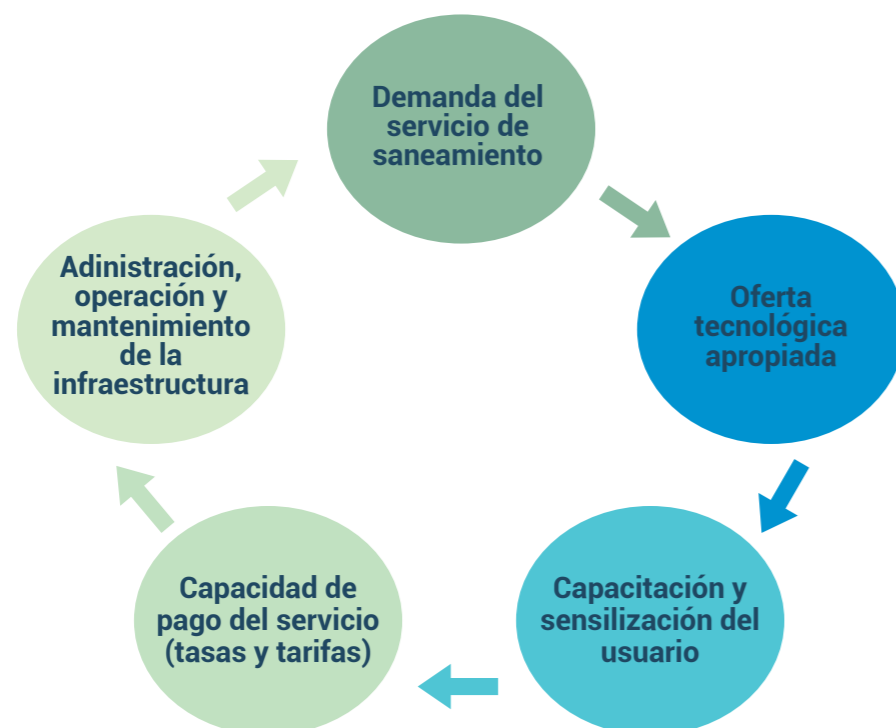 Demanda del
servicio de
saneamiento
Oferta
tecnológica
apropiada
Capacitación y
sensilización del
usuario
Capacidad de
pago del servicio
(tasas y tarifas)
Adinistración,
operación y
mantenimiento
de la
infraestructura